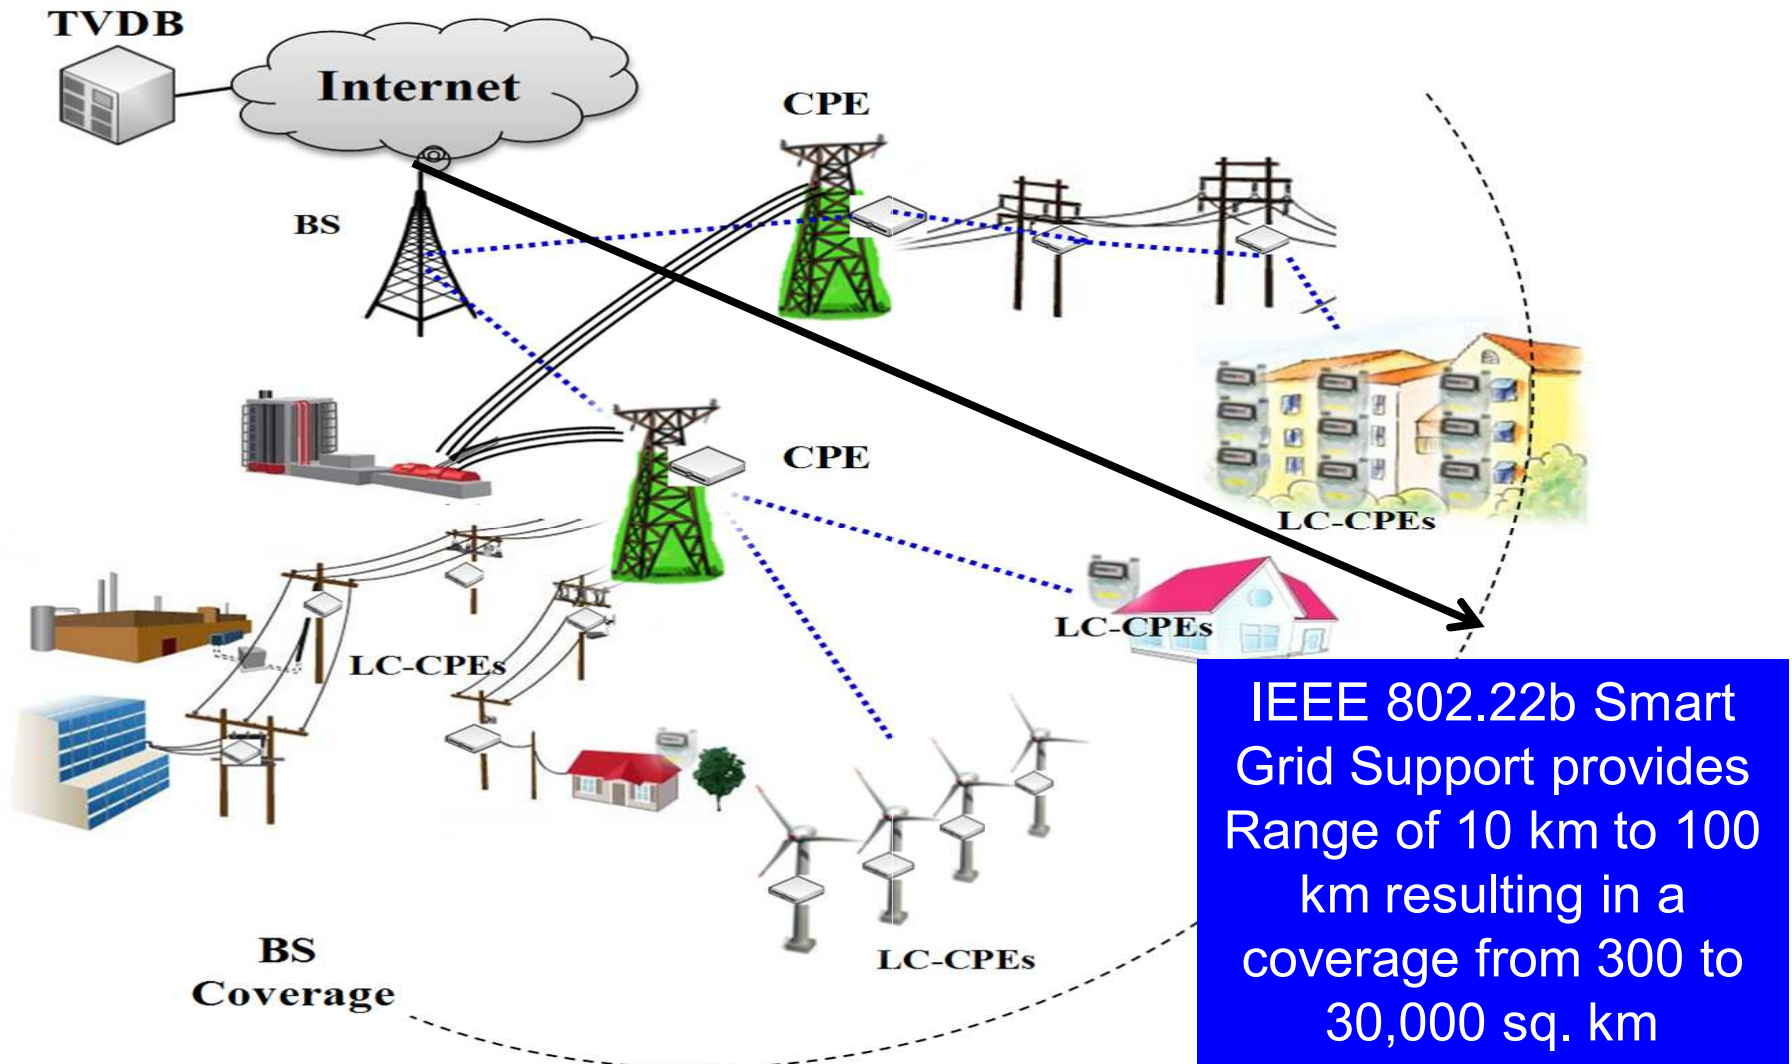 TVDB
Internet
CPE
BS
CPE
LC-CPEs
LC-CPEs
LC-CPEs
LC-CPEs
BS
Coverage
IEEE 802.22b Smart
Grid Support provides
Range of 10 km to 100
km resulting in a
coverage from 300 to
30,000 sq. km